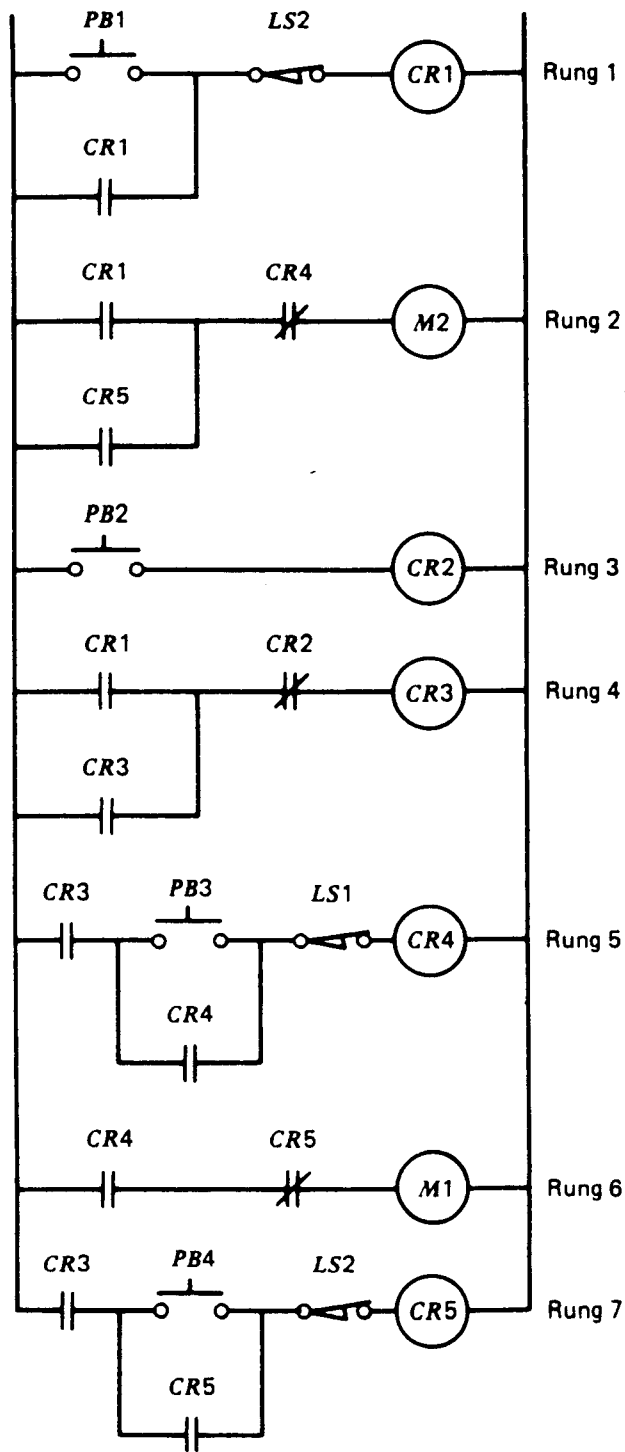 PB1 LS2
CR1 Rung 1
CR1
CR1 CR4
M2 Rung 2
CR5
PB2
CR2 Rung 3
CR1 CR2
CR3 Rung 4
CR3
CR3 PB3 LS1
CR4 Rung 5
CR4
CR4 CR5
M1 Rung 6
CR3 PB4 LS2
CR5 Rung 7
CR5